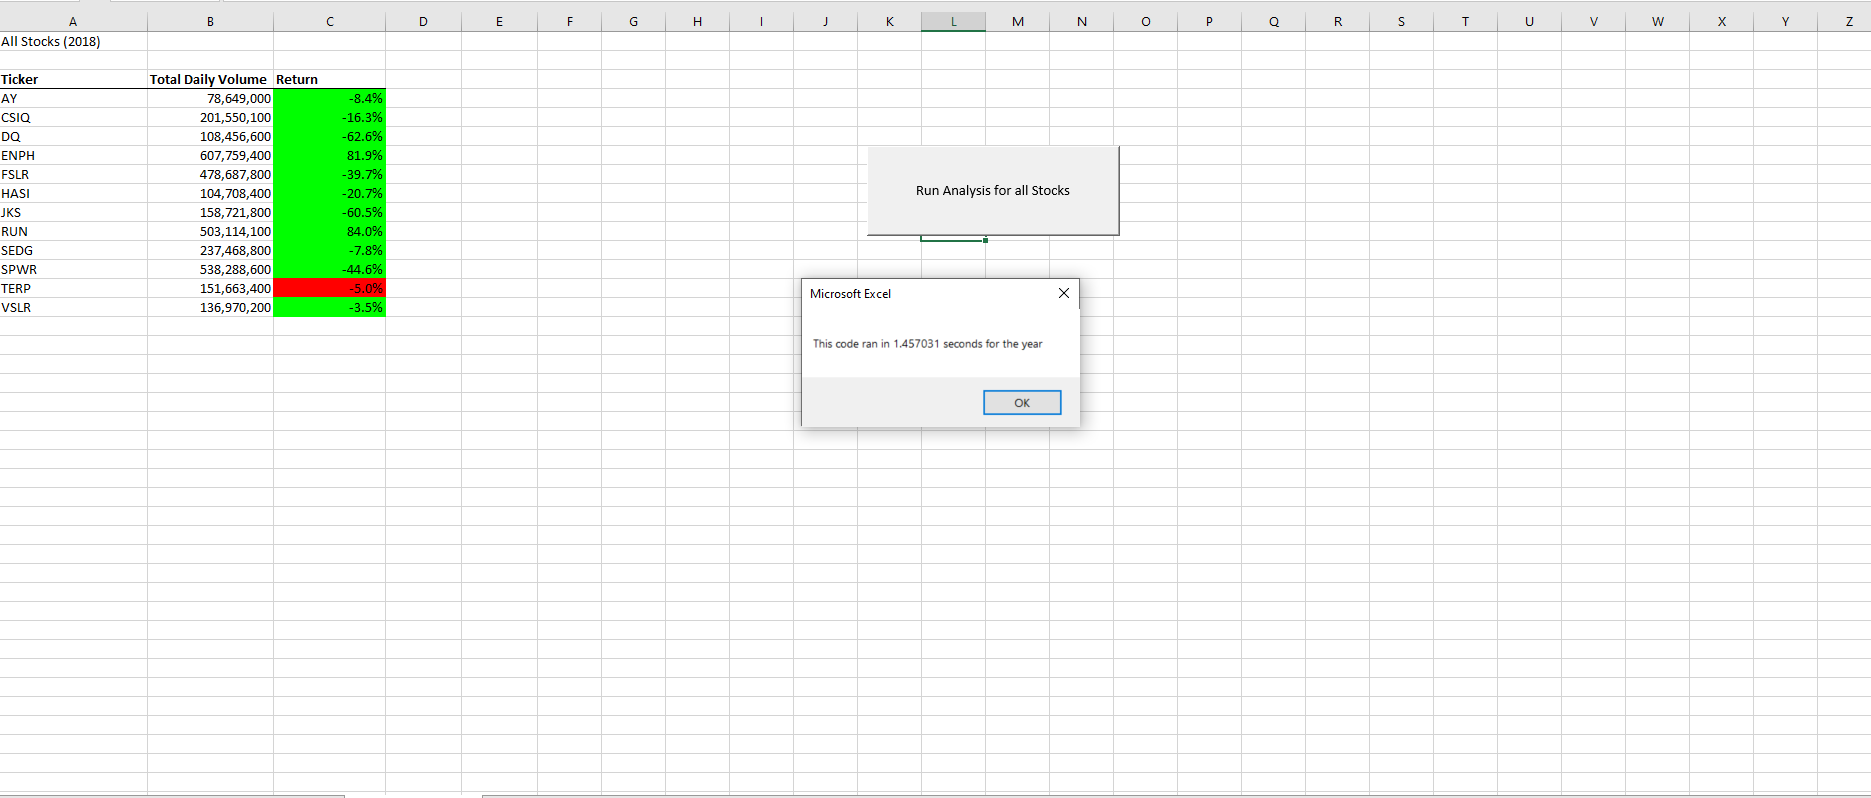 A B C D E F G H I J K L M N O P Q R S T U V W X Y Z
All Stocks (2018)
Ticker Total Daily Volume Return
AY 78,649,000 -8.4%
CSIQ 201,550,100 -16.3%
DQ 108,456,600 -62.6%
ENPH 607,759,400 81.9%
FSLR 478,687,800 -39.7%
HASI 104,708,400 -20.7%
JKS 158,721,800 -60.5%
RUN 503,114,100 84.0%
SEDG 237,468,800 -7.8%
SPWR 538,288,600 -44.6%
TERP 151,663,400 -5.0%
VSLR 136,970,200 -3.5%
Run Analysis for all Stocks
Microsoft Excel
This code ran in 1.457031 seconds for the year
OK